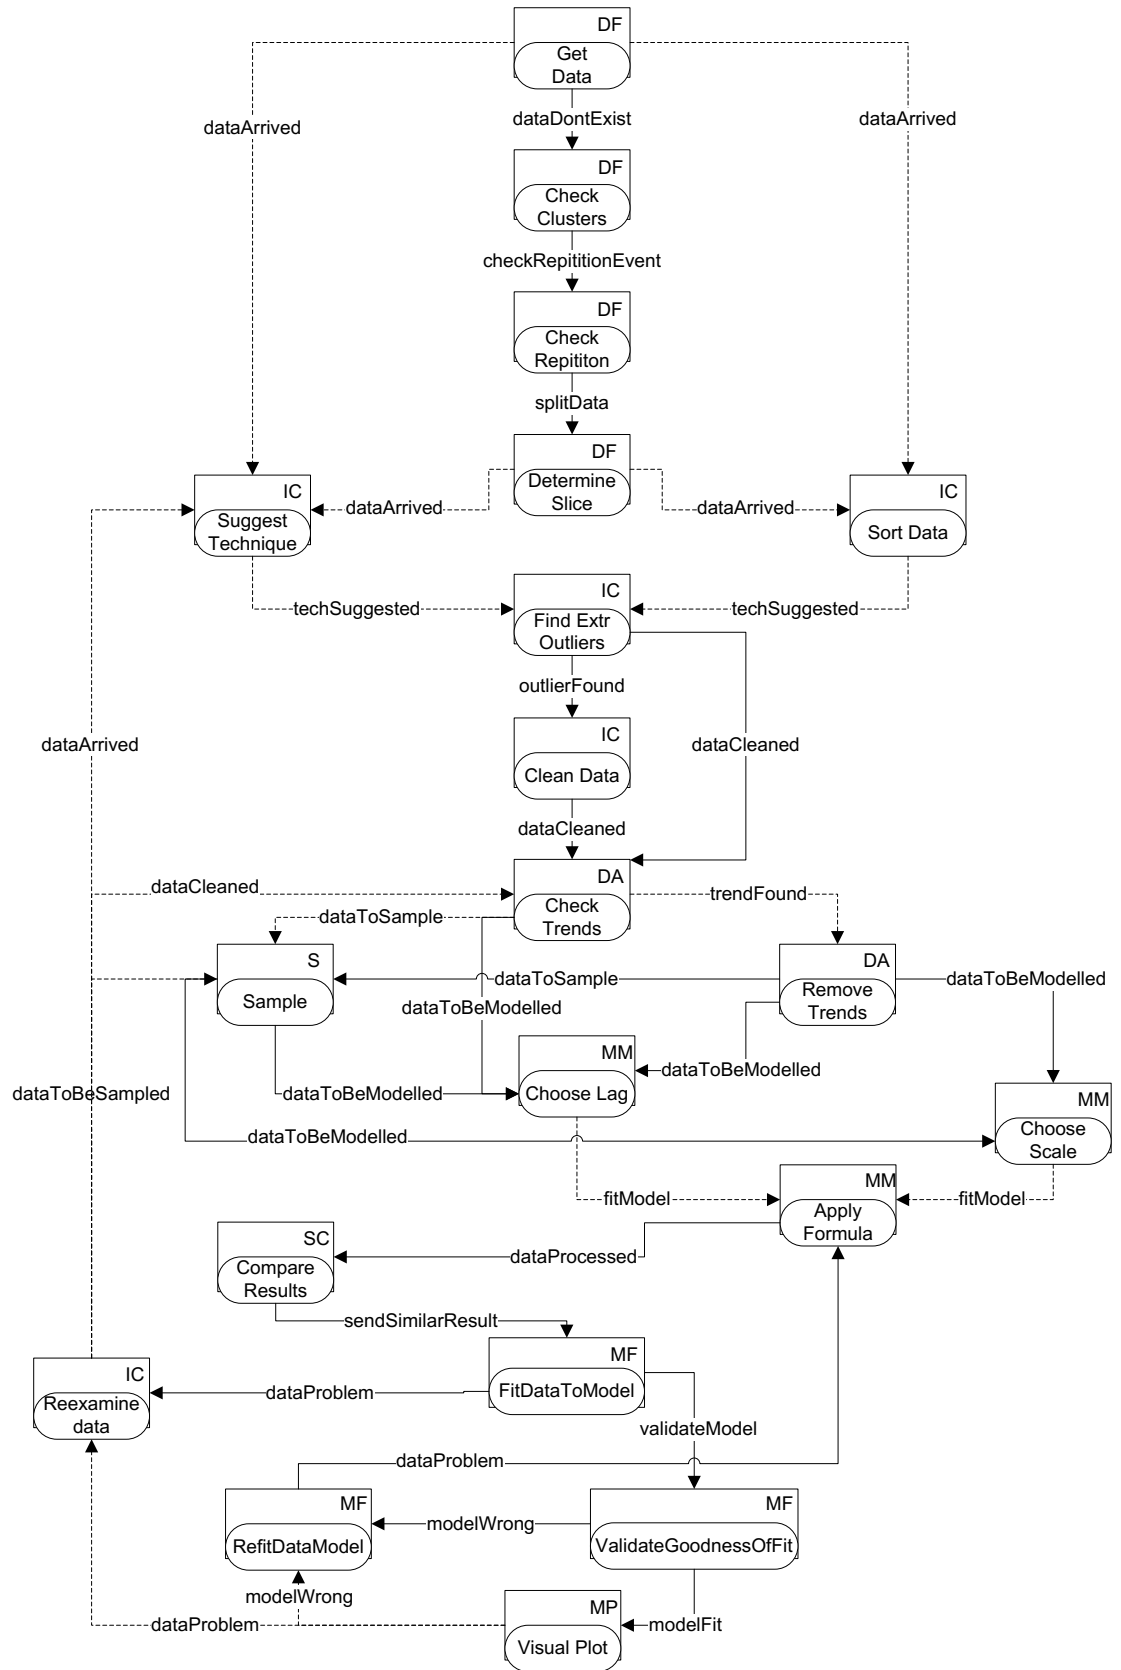 DF
Get
Data
dataArrived
dataDontExist
dataArrived
DF
Check
Clusters
checkRepititionEvent
DF
Check
Repititon
splitData
DF
Determine
Slice
IC
Suggest
Technique
dataArrived
dataArrived
IC
Sort Data
techSuggested
IC
Find Extr
Outliers
techSuggested
outlierFound
IC
Clean Data
dataCleaned
dataArrived
dataCleaned
DA
Check
Trends
dataCleaned
trendFound
dataToSample
S
Sample
dataToSample
DA
Remove
Trends
dataToBeModelled
dataToBeModelled
MM
Choose Lag
dataToBeModelled
dataToBeModelled
dataToBeSampled
MM
Choose
Scale
dataToBeModelled
fitModel
MM
Apply
Formula
fitModel
SC
Compare
Results
dataProcessed
sendSimilarResult
MF
FitDataToModel
IC
Reexamine
data
dataProblem
validateModel
dataProblem
MF
RefitDataModel
modelWrong
MF
ValidateGoodnessOfFit
modelWrong
dataProblem
MP
Visual Plot
modelFit